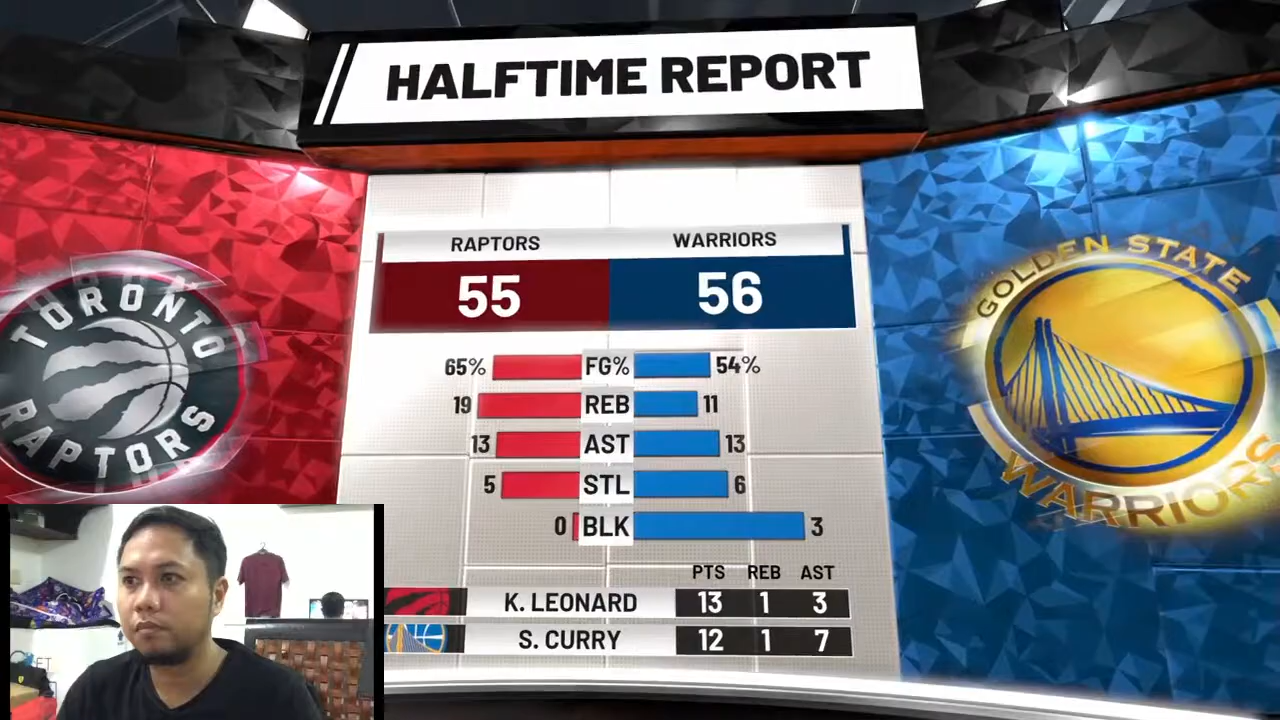 HALFTIME REPORT
RAPTORS WARRIORS
55 56
65% FG% 54%
19 REB 11
13 AST 13
5 STL 6
0 BLK 3
PTS REB AST
K. LEONARD 13 1 3
S. CURRY 12 1 7
TORONTO
RAPTORS
GOLDEN STATE
WARRIORS